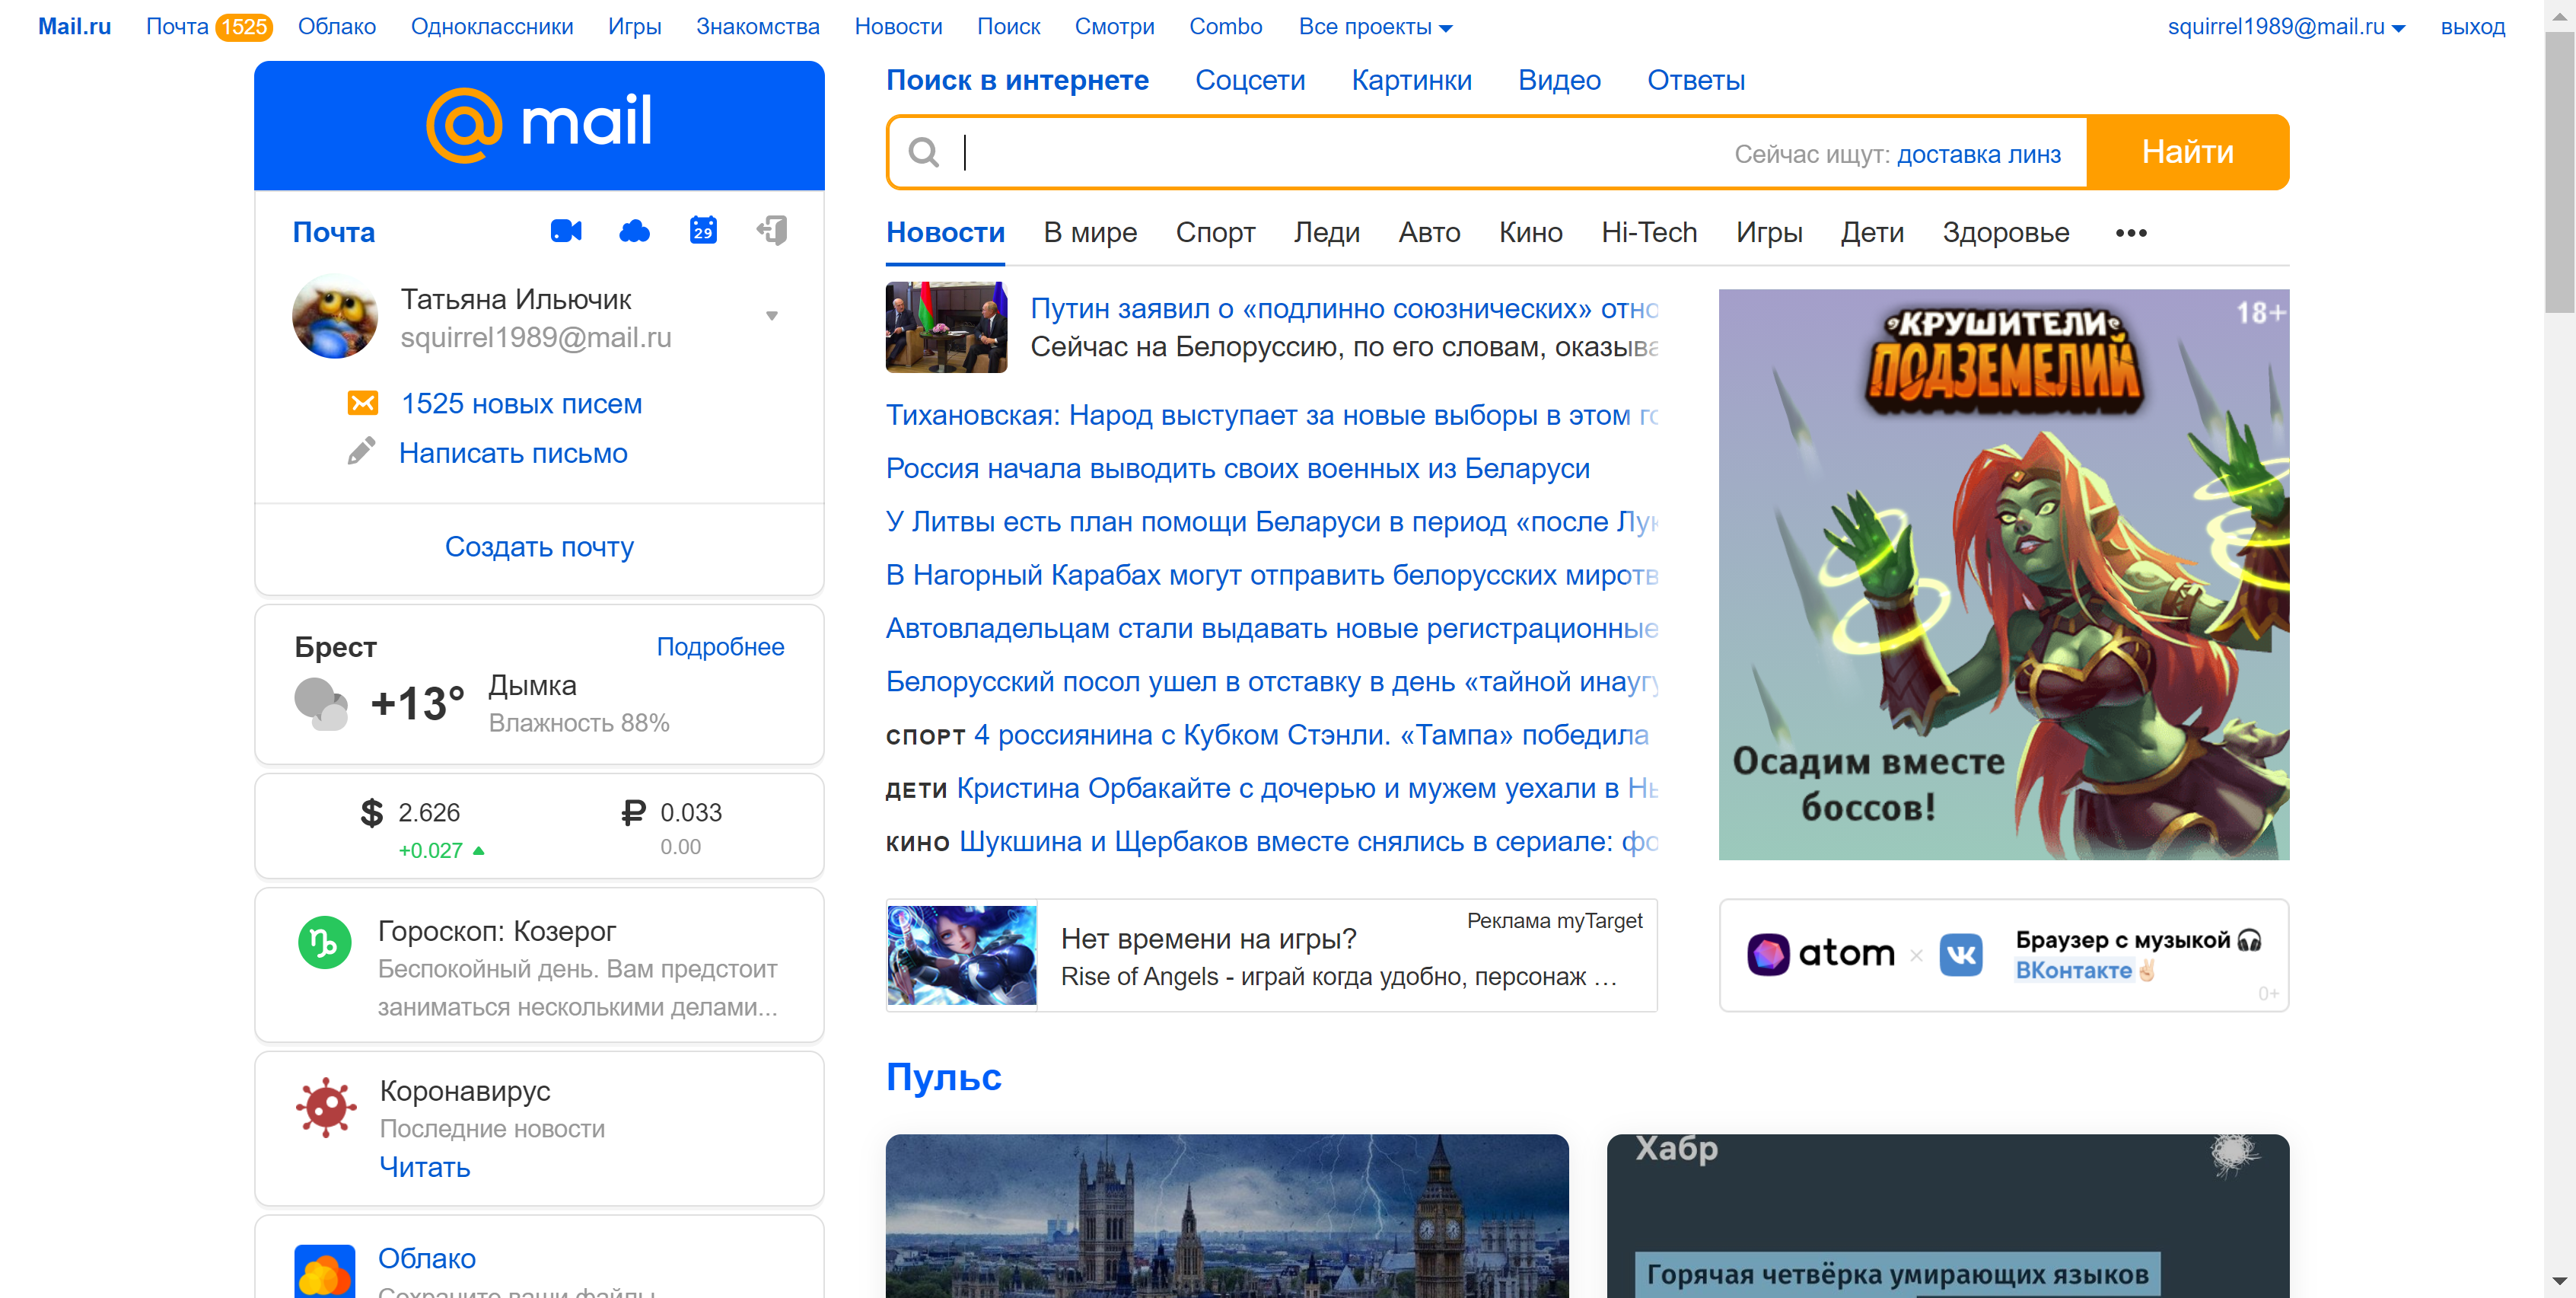 Mail.ru Почта 1525 Облако Одноклассники Игры Знакомства Новости Поиск Смотри Combo Все проекты squirrel1989@mail.ru выход
mail
Почта 29
Татьяна Ильючик
squirrel1989@mail.ru
1525 новых писем
Написать письмо
Создать почту
Брест Подробнее
+13° Дымка
Влажность 88%
$ 2.626 ₽ 0.033
+0.027 0.00
Гороскоп: Козерог
Беспокойный день. Вам предстоит
заниматься несколькими делами...
Коронавирус
Последние новости
Читать
Облако
Сохраните ваши файлы
Поиск в интернете Соцсети Картинки Видео Ответы
Сейчас ищут: доставка линз Найти
Новости В мире Спорт Леди Авто Кино Hi-Tech Игры Дети Здоровье •••
Путин заявил о «подлинно союзнических» отно
Сейчас на Белоруссию, по его словам, оказыва
Тихановская: Народ выступает за новые выборы в этом го
Россия начала выводить своих военных из Беларуси
У Литвы есть план помощи Беларуси в период «после Лук
В Нагорный Карабах могут отправить белорусских миротв
Автовладельцам стали выдавать новые регистрационные
Белорусский посол ушел в отставку в день «тайной инаугу
СПОРТ 4 россиянина с Кубком Стэнли. «Тампа» победила
ДЕТИ Кристина Орбакайте с дочерью и мужем уехали в Нь
КИНО Шукшина и Щербаков вместе снялись в сериале: фо
18+
КРУШИТЕЛИ
ПОДЗЕМЕЛИЙ
Осадим вместе
боссов!
Реклама myTarget
Нет времени на игры?
Rise of Angels - играй когда удобно, персонаж ...
atom × VK
Браузер с музыкой
ВКонтакте
0+
Пульс
Хабр
Горячая четвёрка умирающих языков